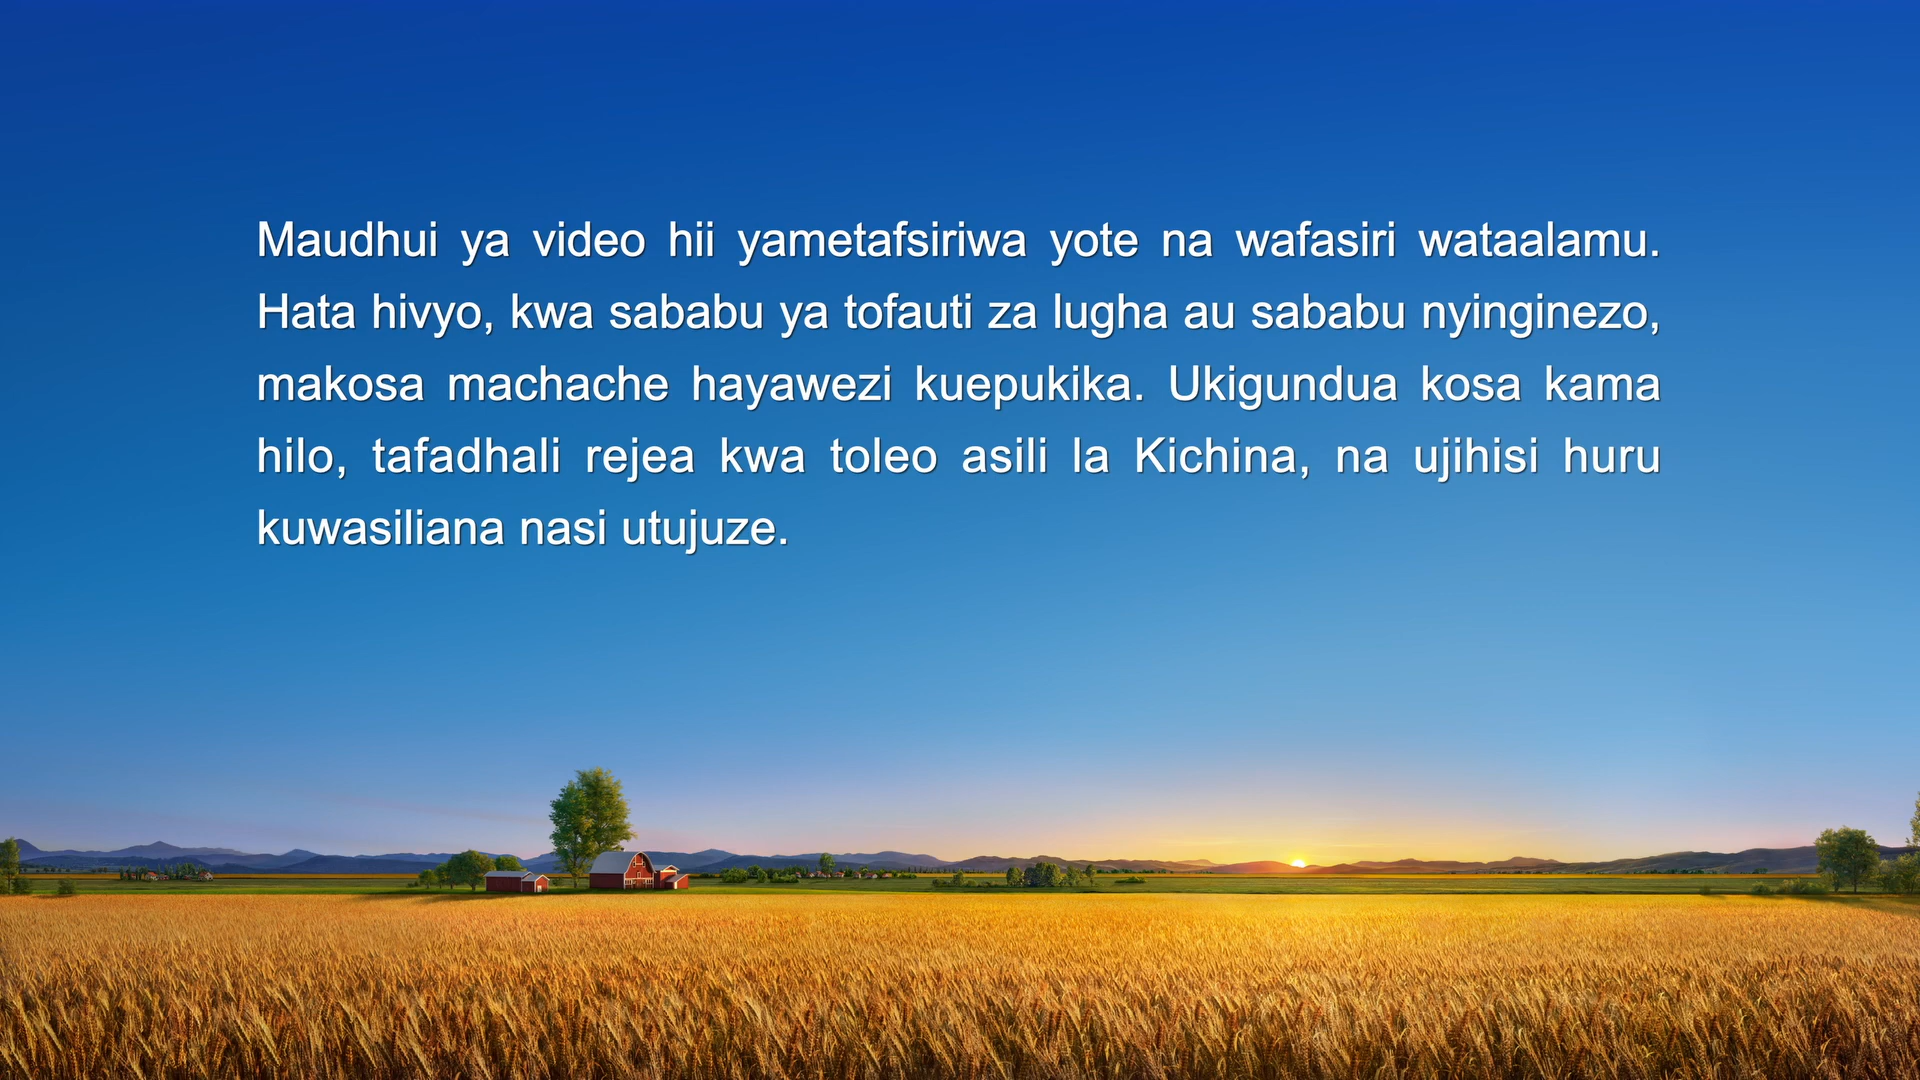 Maudhui ya video hii yametafsiriwa yote na wafasiri wataalamu.
Hata hivyo, kwa sababu ya tofauti za lugha au sababu nyinginezo,
makosa machache hayawezi kuepukika. Ukigundua kosa kama
hilo, tafadhali rejea kwa toleo asili la Kichina, na ujihisi huru
kuwasiliana nasi utujuze.